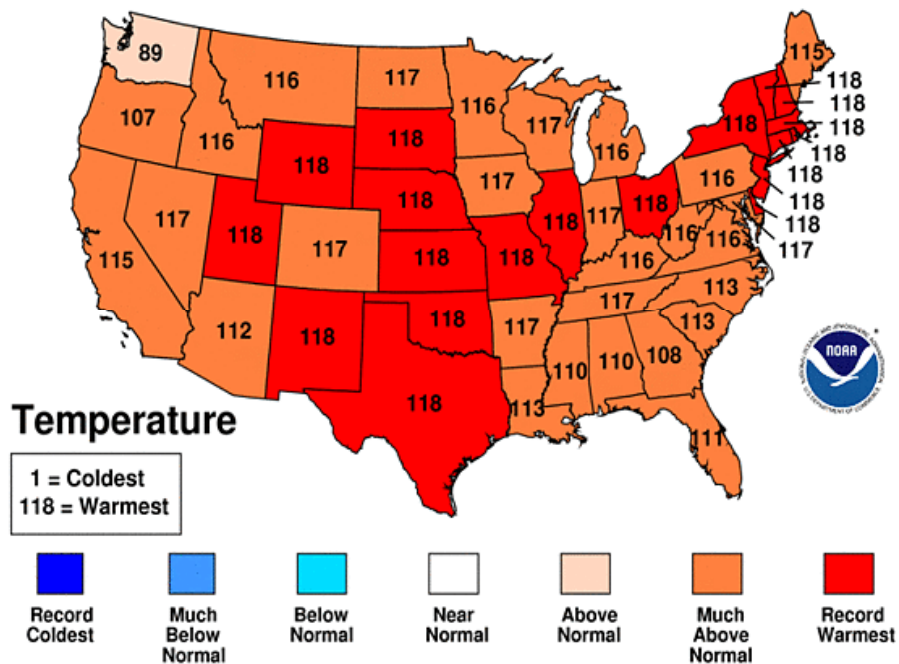 89
116
117
116
107
116
118
118
117
116
115
118
118
118
118
118
118
118
118
118
117
115
117
118
117
118
117
118
118
118
117
118
116
116
116
116
113
112
118
118
117
117
113
110
110
108
118
113
111
Temperature
1 = Coldest
118 = Warmest
NOAA
Record
Coldest
Much
Below
Normal
Below
Normal
Near
Normal
Above
Normal
Much
Above
Normal
Record
Warmest